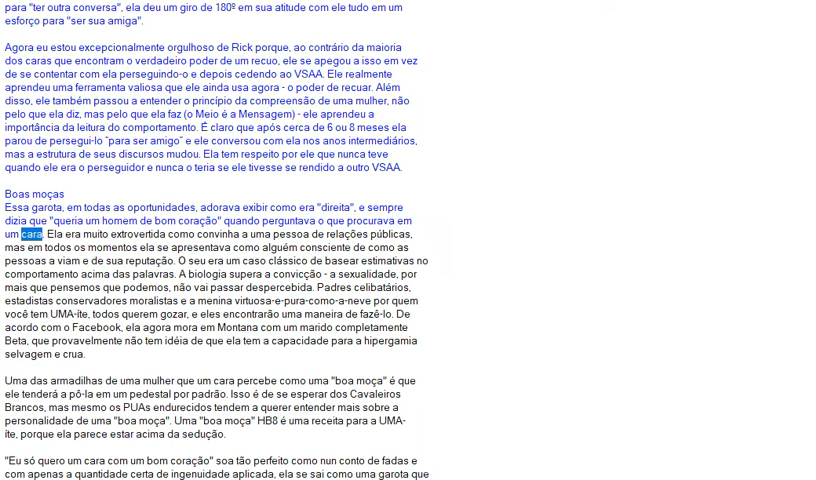 para "ter outra conversa", ela deu um giro de 180º em sua atitude com ele tudo em um
esforço para "ser sua amiga".
Agora eu estou excepcionalmente orgulhoso de Rick porque, ao contrário da maioria
dos caras que encontram o verdadeiro poder de um recuo, ele se apegou a isso em vez
de se contentar com ela perseguindo-o e depois cedendo ao VSAA. Ele realmente
aprendeu uma ferramenta valiosa que ele ainda usa agora - o poder de recuar. Além
disso, ele também passou a entender o princípio da compreensão de uma mulher, não
pelo que ela diz, mas pelo que ela faz (o Meio é a Mensagem) - ele aprendeu a
importância da leitura do comportamento. É claro que após cerca de 6 ou 8 meses ela
parou de persegui-lo ˝para ser amigo˝ e ele conversou com ela nos anos intermediários,
mas a estrutura de seus discursos mudou. Ela tem respeito por ele que nunca teve
quando ele era o perseguidor e nunca o teria se ele tivesse se rendido a outro VSAA.
Boas moças
Essa garota, em todas as oportunidades, adorava exibir como era "direita", e sempre
dizia que "queria um homem de bom coração" quando perguntava o que procurava em
um cara. Ela era muito extrovertida como convinha a uma pessoa de relações públicas,
mas em todos os momentos ela se apresentava como alguém consciente de como as
pessoas a viam e de sua reputação. O seu era um caso clássico de basear estimativas no
comportamento acima das palavras. A biologia supera a convicção - a sexualidade, por
mais que pensemos que podemos, não vai passar despercebida. Padres celibatários,
estadistas conservadores moralistas e a menina virtuosa-e-pura-como-a-neve por quem
você tem UMA-íte, todos querem gozar, e eles encontrarão uma maneira de fazê-lo. De
acordo com o Facebook, ela agora mora em Montana com um marido completamente
Beta, que provavelmente não tem idéia de que ela tem a capacidade para a hipergamia
selvagem e crua.
Uma das armadilhas de uma mulher que um cara percebe como uma "boa moça" é que
ele tenderá a pô-la em um pedestal por padrão. Isso é de se esperar dos Cavaleiros
Brancos, mas mesmo os PUAs endurecidos tendem a querer entender mais sobre a
personalidade de uma "boa moça". Uma "boa moça" HB8 é uma receita para a UMA-
íte, porque ela parece estar acima da sedução.
"Eu só quero um cara com um bom coração" soa tão perfeito como nun conto de fadas e
com apenas a quantidade certa de ingenuidade aplicada, ela se sai como uma garota que